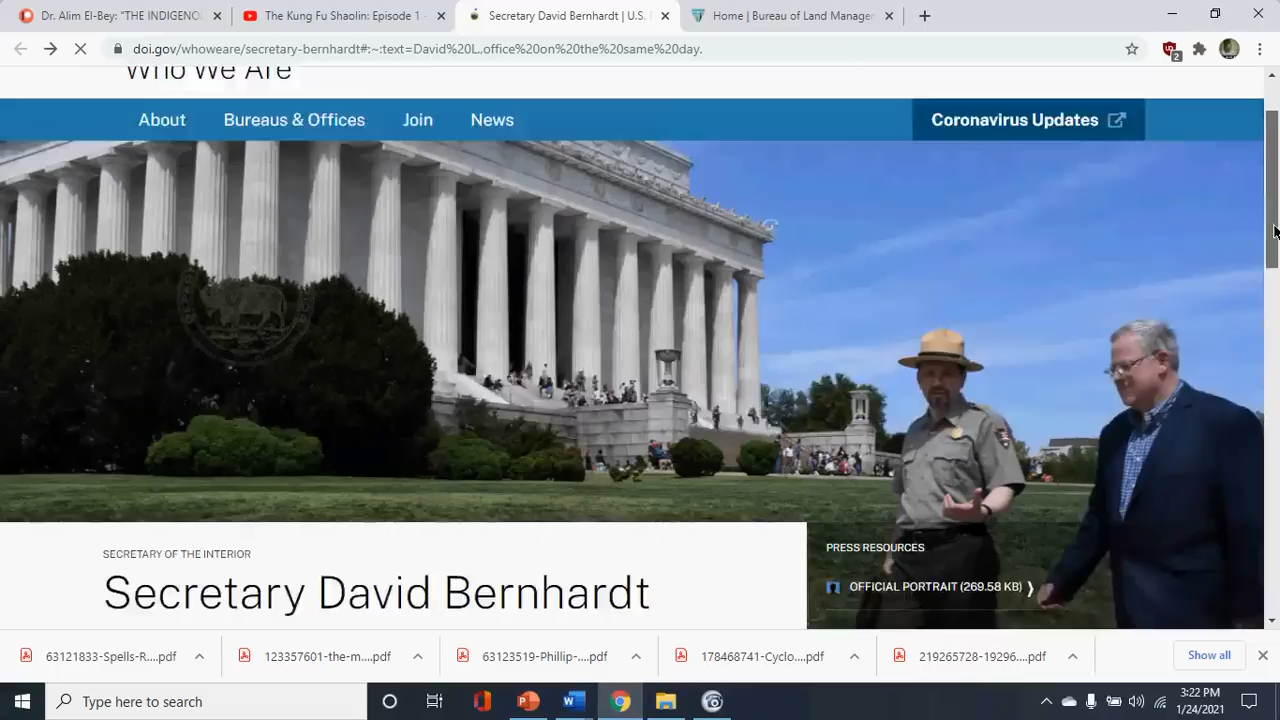 Dr. Alim El-Bey: "THE INDIGENO
The Kung Fu Shaolin: Episode 1 -
Secretary David Bernhardt | U.S.
Home | Bureau of Land Manager
doi.gov/whoweare/secretary-bernhardt#:~:text=David%20L.,office%20on%20the%20same%20day.
2
Who We Are
About
Bureaus & Offices
Join
News
Coronavirus Updates
SECRETARY OF THE INTERIOR
Secretary David Bernhardt
PRESS RESOURCES
OFFICIAL PORTRAIT (269.58 KB)
63121833-Spells-R....pdf
123357601-the-m....pdf
63123519-Phillip-....pdf
178468741-Cyclo....pdf
219265728-19296....pdf
Show all
Type here to search
3:22 PM
1/24/2021